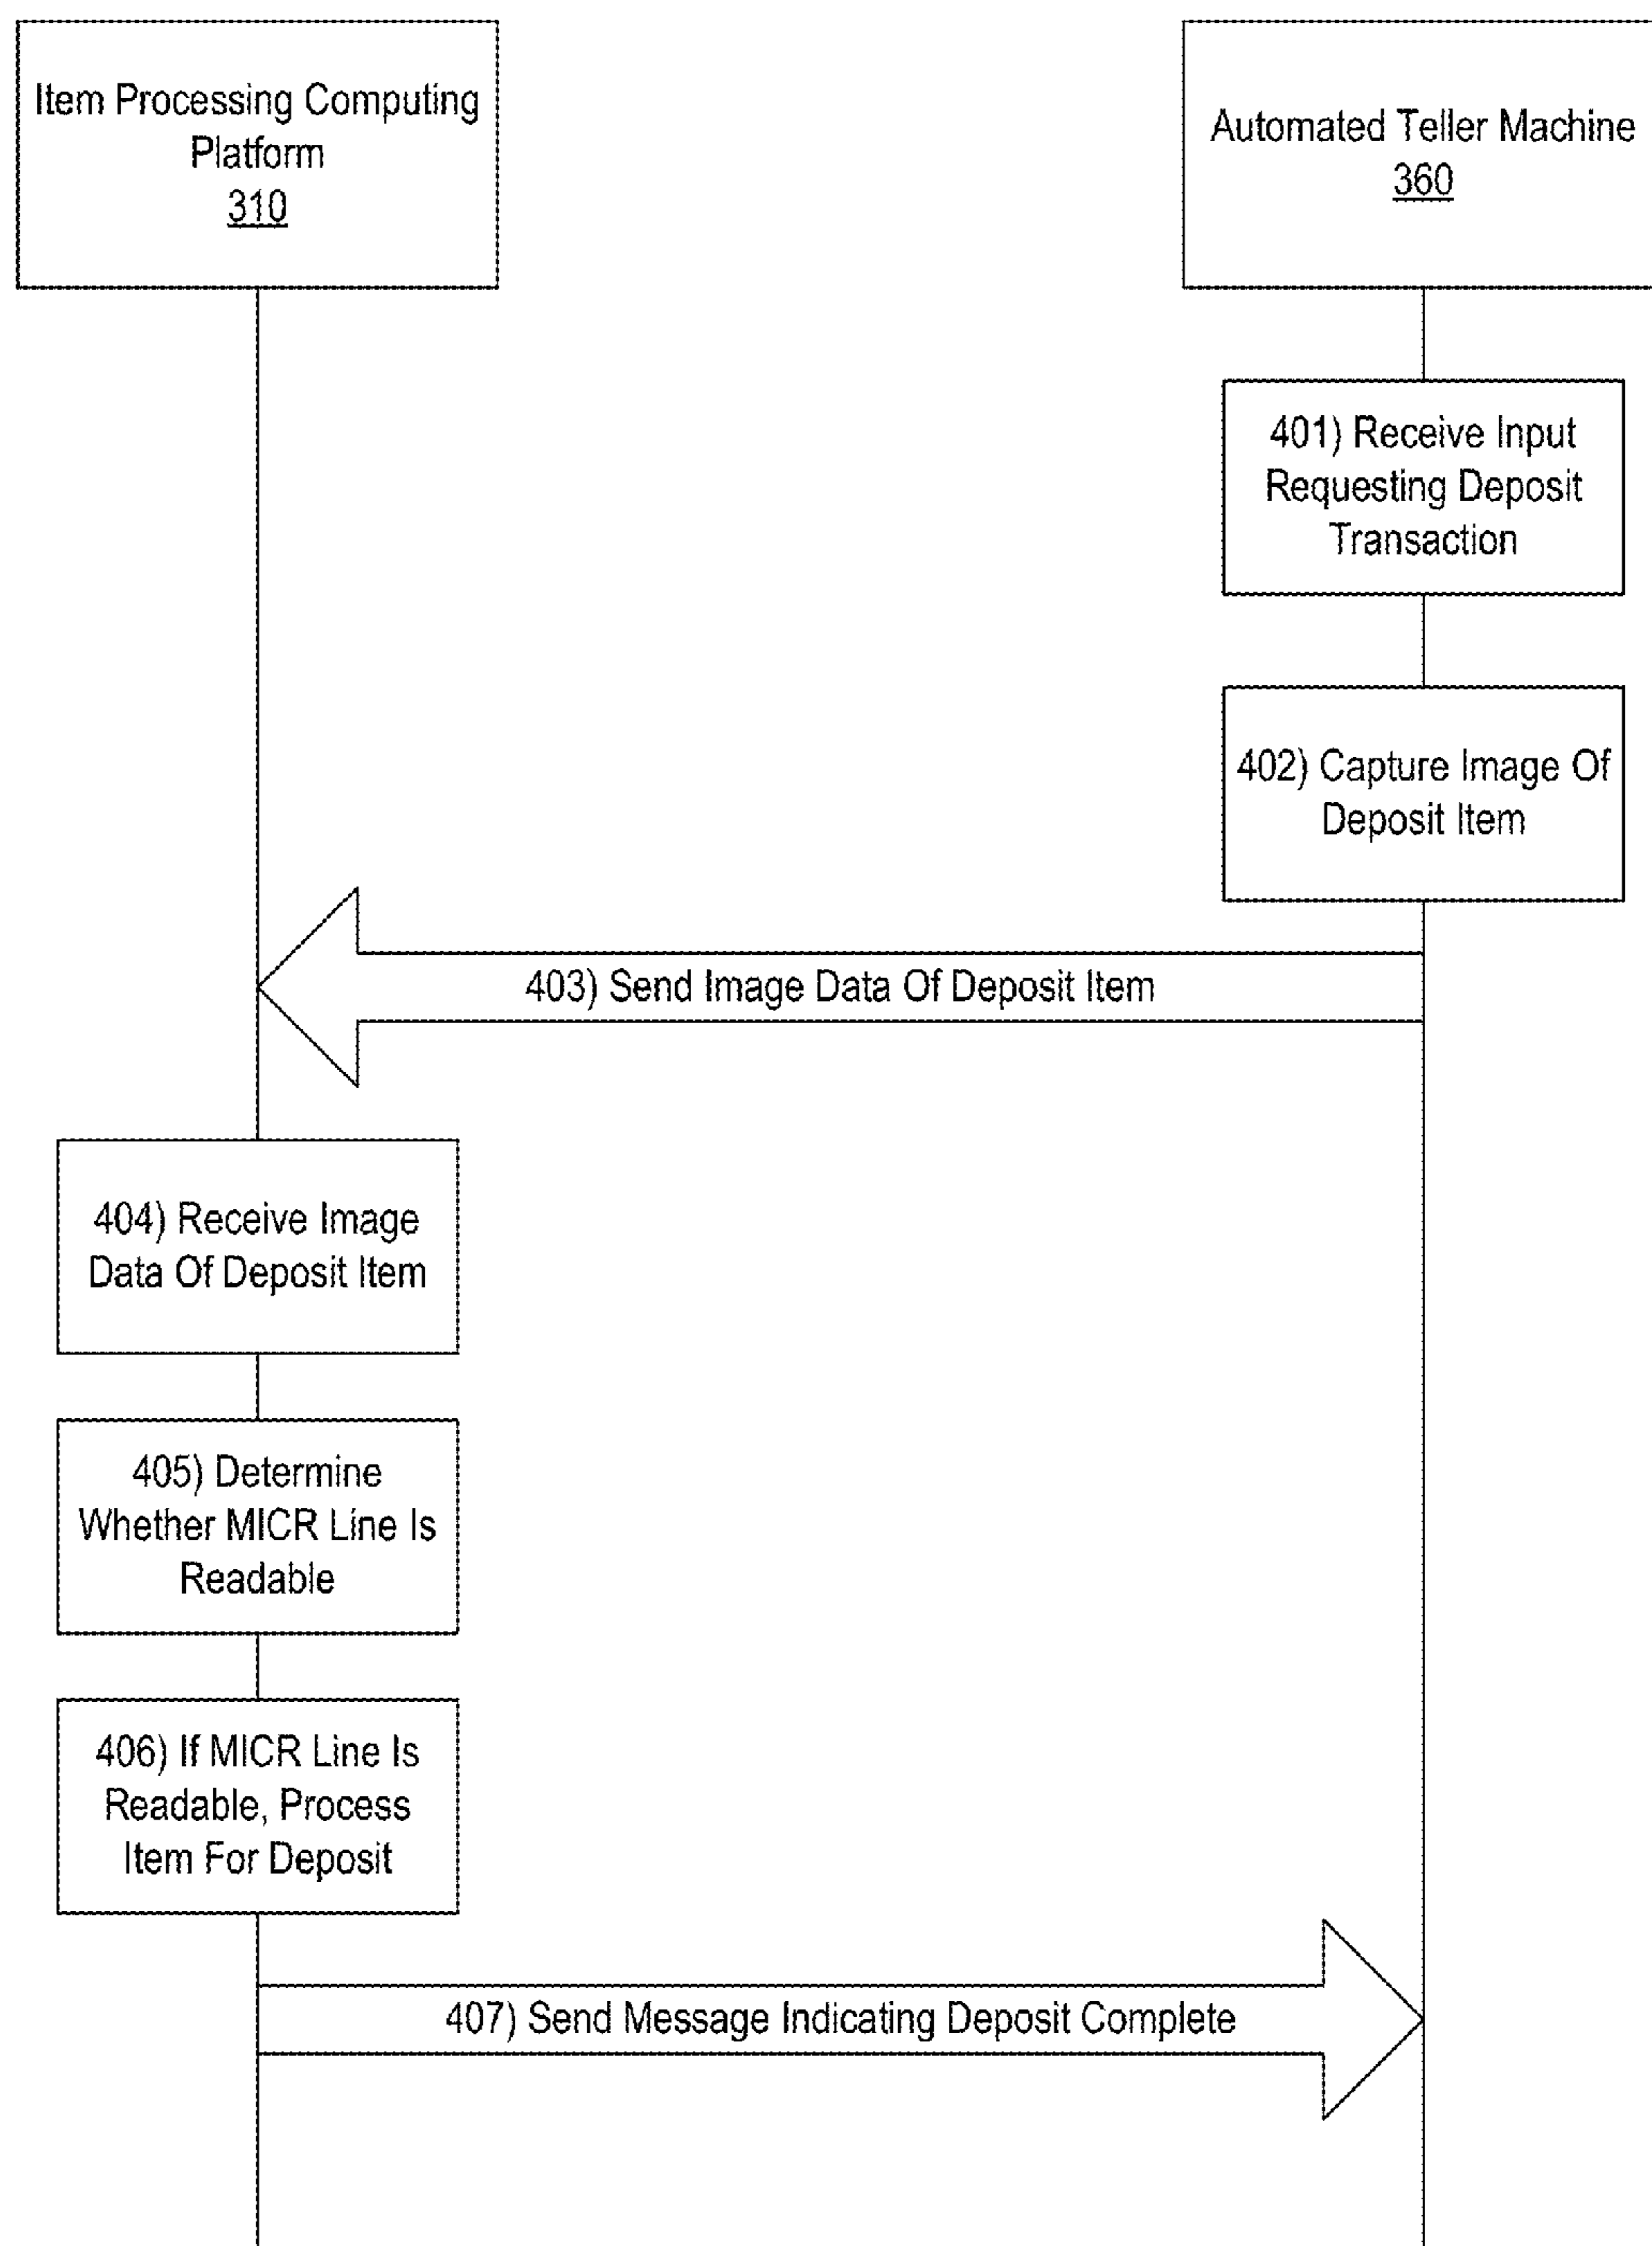 Item Processing Computing
Platform
310
Automated Teller Machine
360
401) Receive Input
Requesting Deposit
Transaction
402) Capture Image Of
Deposit Item
403) Send Image Data Of Deposit Item
404) Receive Image
Data Of Deposit Item
405) Determine
Whether MICR Line Is
Readable
406) If MICR Line Is
Readable, Process
Item For Deposit
407) Send Message Indicating Deposit Complete